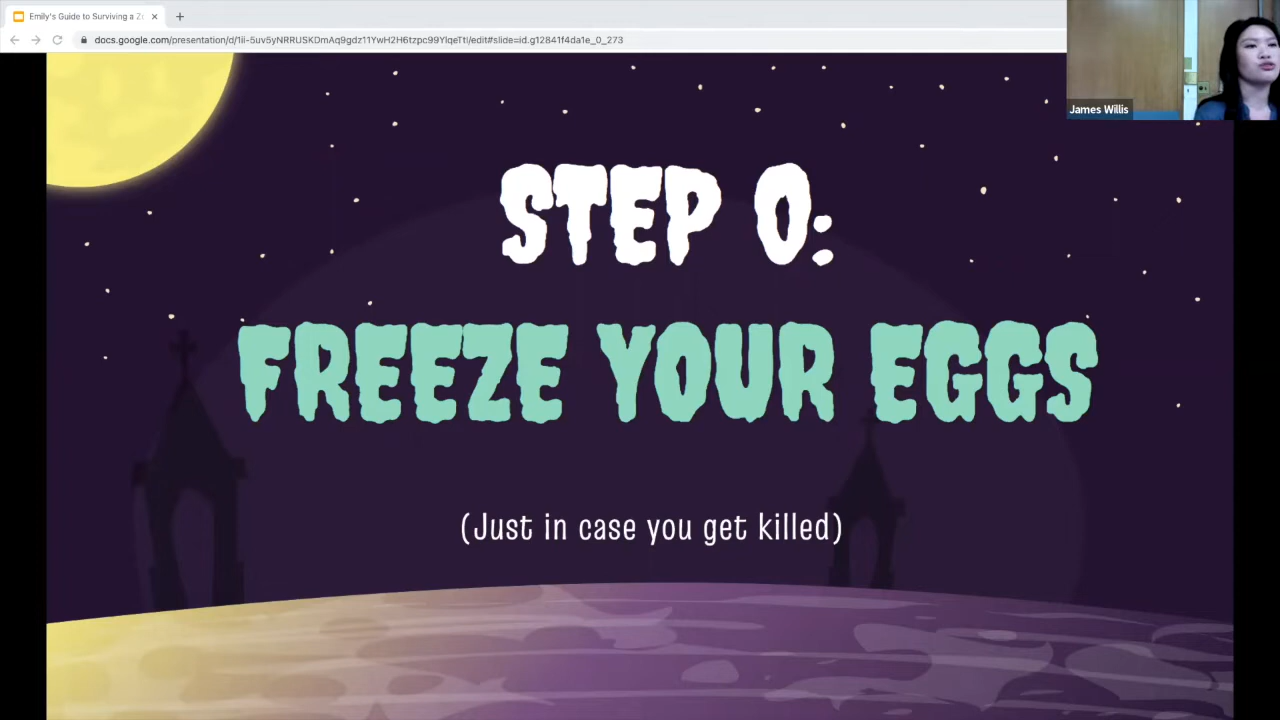 Emily's Guide to Surviving a Z
docs.google.com/presentation/d/1ii-5uv5yNRRUSKDmAq9gdz11YwH2H6tzpc99YlqeTtI/edit#slide=id.g12841f4da1e_0_273
James Willis
STEP 0:
FREEZE YOUR EGGS
(Just in case you get killed)